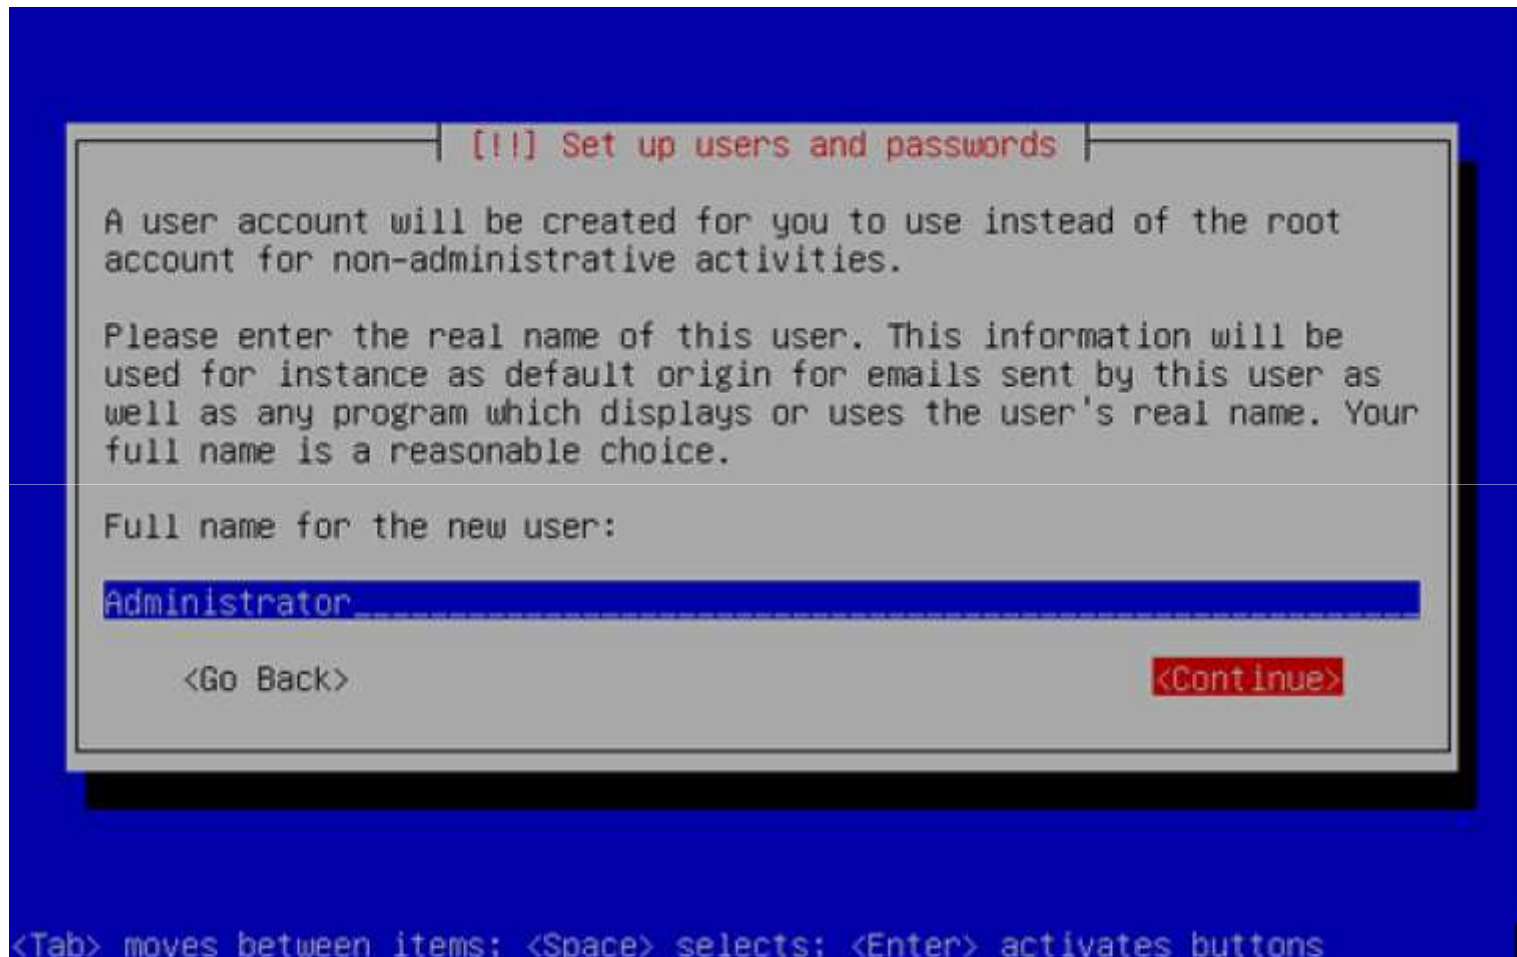 [!!] Set up users and passwords
A user account will be created for you to use instead of the root
account for non-administrative activities.
Please enter the real name of this user. This information will be
used for instance as default origin for emails sent by this user as
well as any program which displays or uses the user's real name. Your
full name is a reasonable choice.
Full name for the new user:
Administrator
<Go Back> <Continue>
<Tab> moves between items; <Space> selects; <Enter> activates buttons